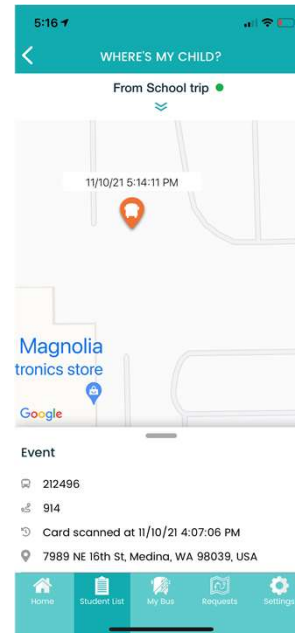 5:16
WHERE'S MY CHILD?
From School trip
11/10/21 5:14:11 PM
Magnolia
tronics store
Google
Event
212496
914
Card scanned at 11/10/21 4:07:06 PM
7989 NE 16th St, Medina, WA 98039, USA
Home Student List My Bus Requests Settings